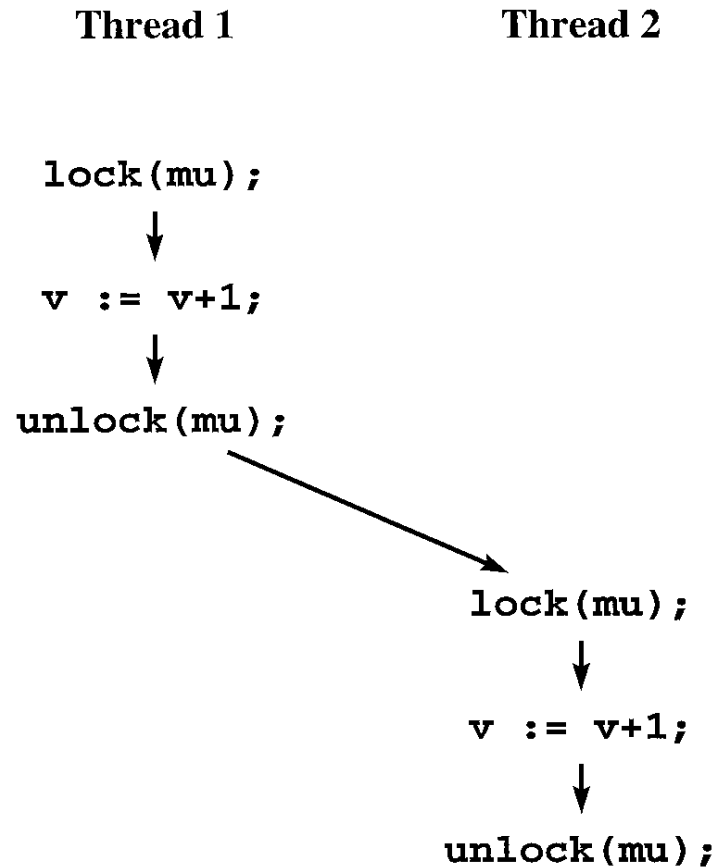 Thread 1 Thread 2
lock(mu);
v := v+1;
unlock(mu);
lock(mu);
v := v+1;
unlock(mu);